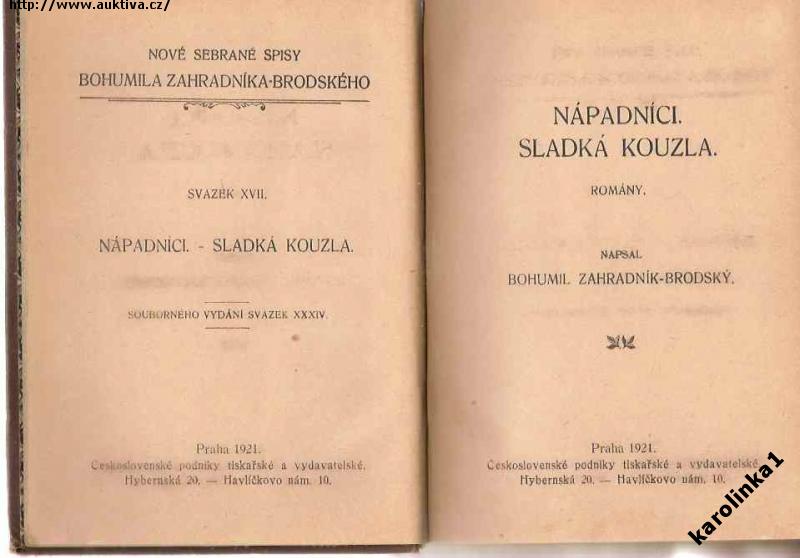 http://www.auktiva.cz/
NOVÉ SEBRANÉ SPISY
BOHUMILA ZAHRADNÍKA-BRODSKÉHO
SVAZEK XVII.
NÁPADNÍCI. - SLADKÁ KOUZLA.
SOUBORNÉHO VYDÁNÍ SVAZEK XXXIV.
Praha 1921.
Československé podniky tiskařské a vydavatelské.
Hybernská 20. — Havlíčkovo nám. 10.
NÁPADNÍCI.
SLADKÁ KOUZLA.
ROMÁNY.
NAPSAL
BOHUMIL ZAHRADNÍK-BRODSKÝ.
Praha 1921.
Československé podniky tiskařské a vydavatelské
Hybernská 20. — Havlíčkovo nám. 10.
karolinka1